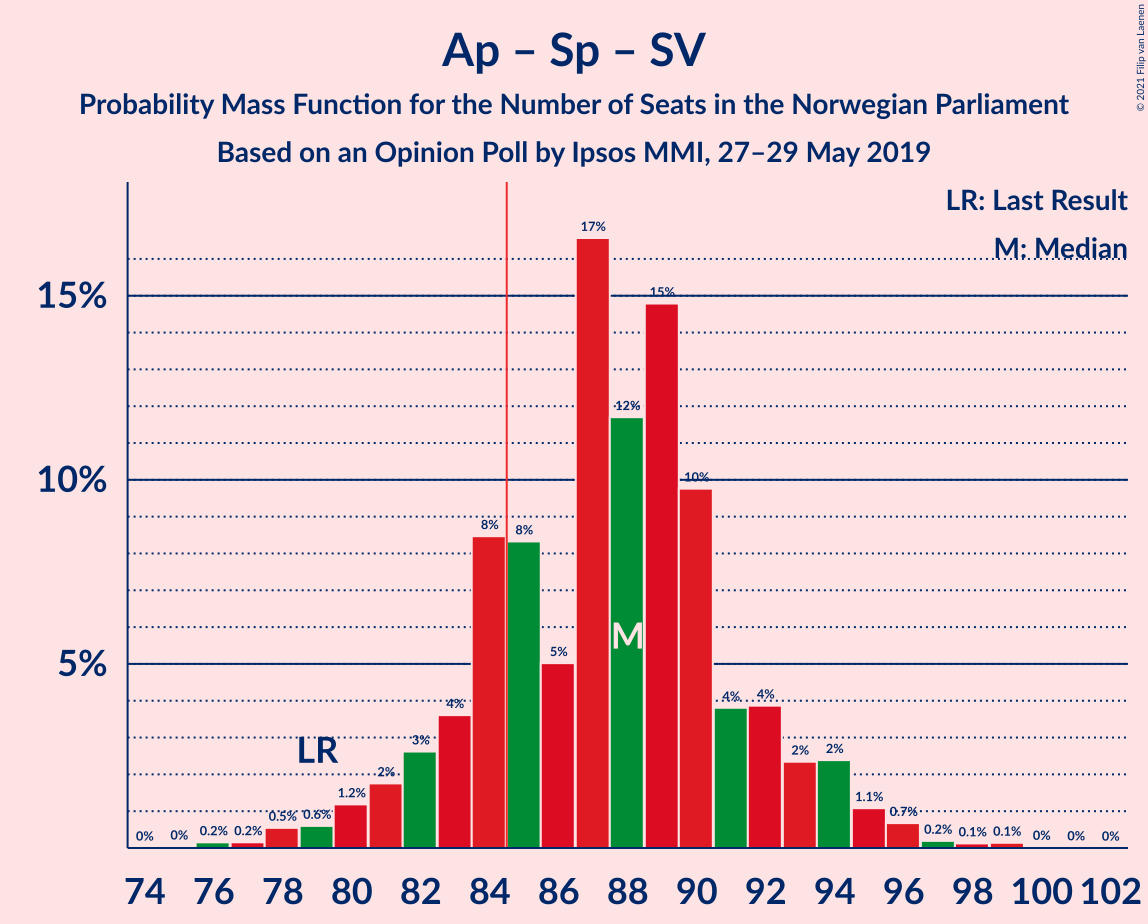 Ap – Sp – SV
Probability Mass Function for the Number of Seats in the Norwegian Parliament
Based on an Opinion Poll by Ipsos MMI, 27–29 May 2019
© 2021 Filip van Laenen
LR: Last Result
M: Median
15%
10%
5%
0% 0% 0.2% 0.2% 0.5% 0.6% 1.2% 2% 3% 4% 8% 8% 5% 17% 12% 15% 10% 4% 4% 2% 2% 1.1% 0.7% 0.2% 0.1% 0.1% 0% 0% 0%
LR
M
74 76 78 80 82 84 86 88 90 92 94 96 98 100 102